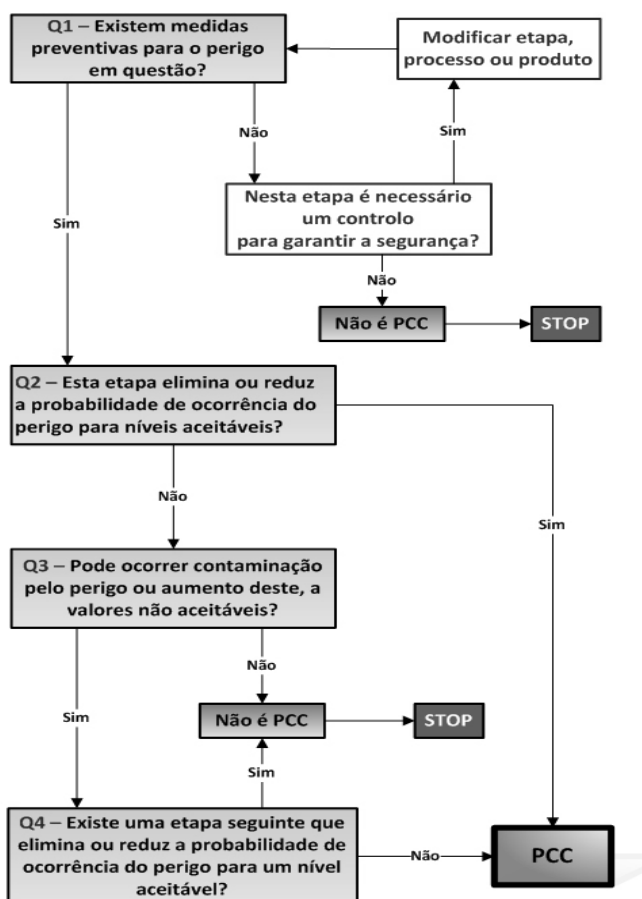 Q1 – Existem medidas
preventivas para o perigo
em questão?
Modificar etapa,
processo ou produto
Não
Sim
Nesta etapa é necessário
um controlo
para garantir a segurança?
Sim
Não
Não é PCC
STOP
Q2 – Esta etapa elimina ou reduz
a probabilidade de ocorrência do
perigo para níveis aceitáveis?
Não
Sim
Q3 – Pode ocorrer contaminação
pelo perigo ou aumento deste, a
valores não aceitáveis?
Não
Sim
Não é PCC
STOP
Sim
Q4 – Existe uma etapa seguinte que
elimina ou reduz a probabilidade de
ocorrência do perigo para um nível
aceitável?
Não
PCC